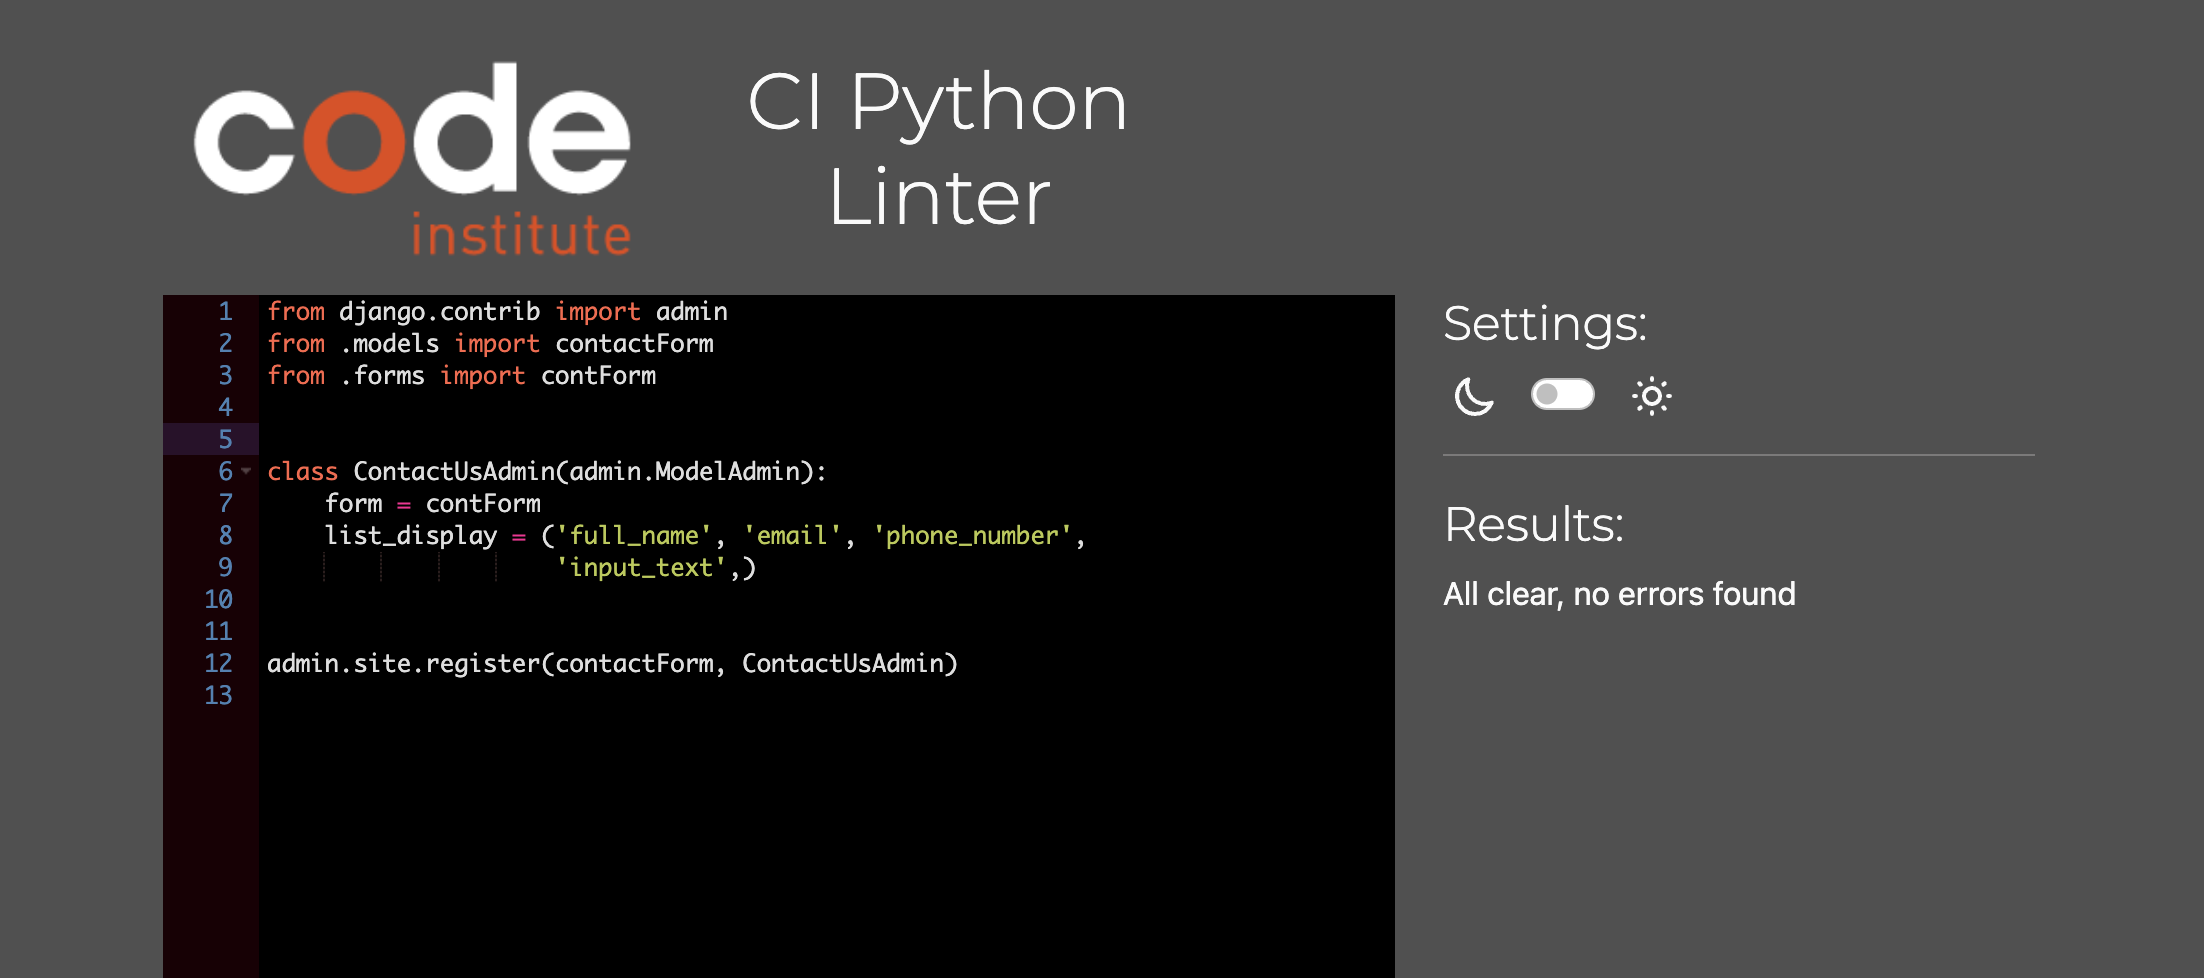 code
institute
CI Python
Linter
1 from django.contrib import admin
2 from .models import contactForm
3 from .forms import contForm
4
5
6 class ContactUsAdmin(admin.ModelAdmin):
7     form = contForm
8     list_display = ('full_name', 'email', 'phone_number',
9                     'input_text',)
10
11
12 admin.site.register(contactForm, ContactUsAdmin)
13
Settings:
Results:
All clear, no errors found